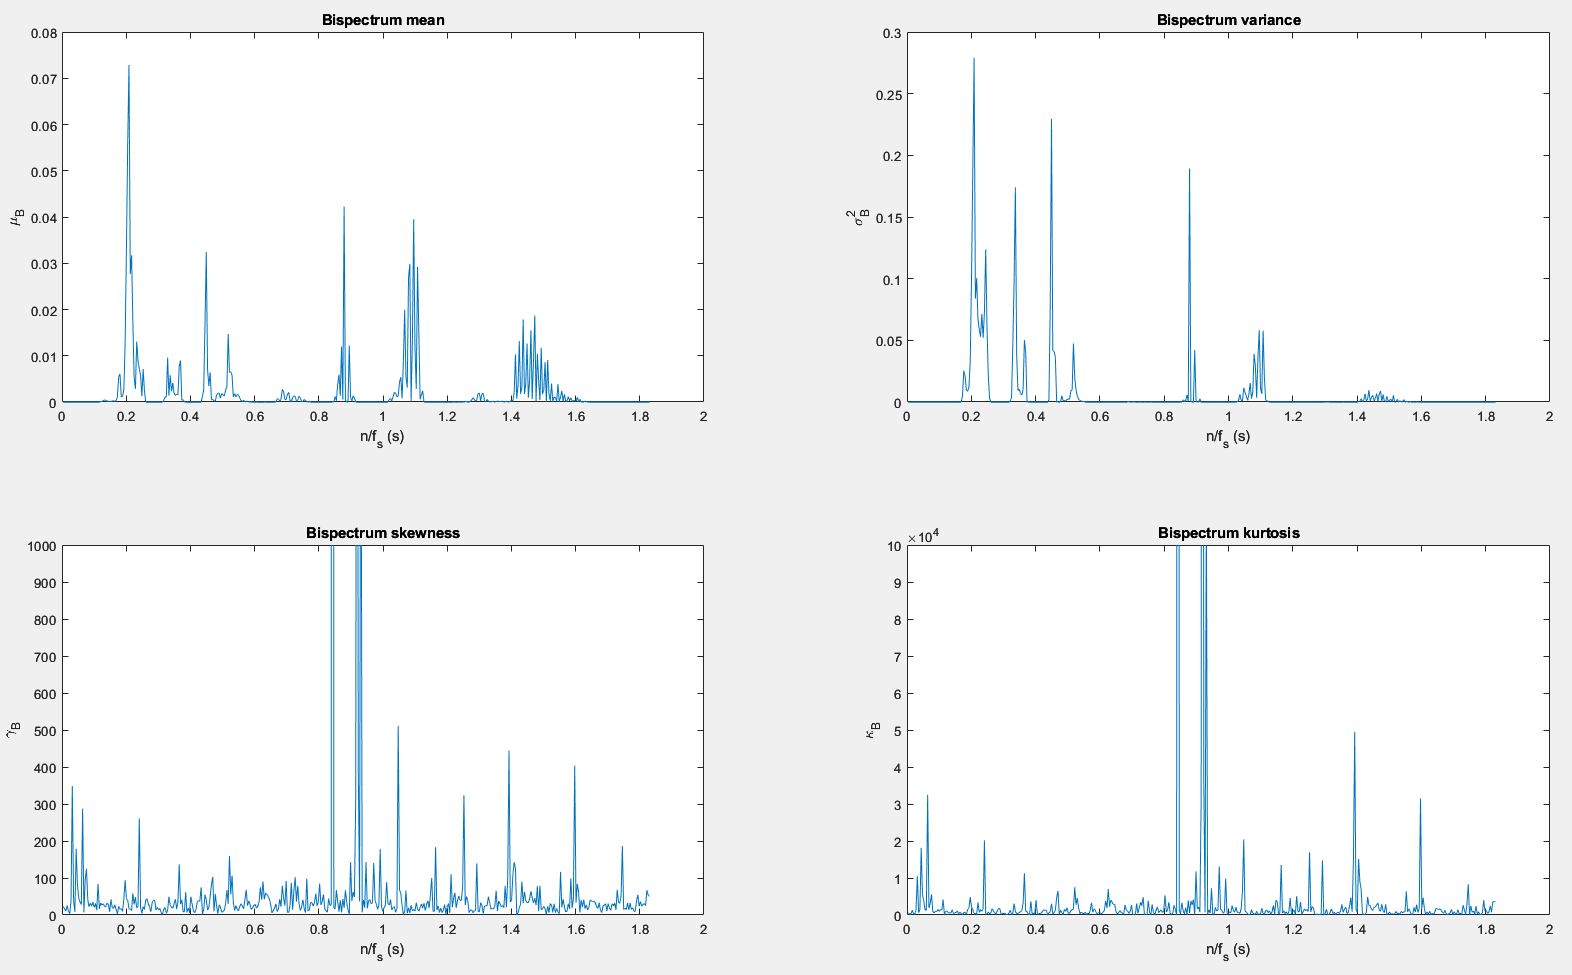 Bispectrum mean
0.08
0.07
0.06
0.05
0.04
0.03
0.02
0.01
0
μB
0 0.2 0.4 0.6 0.8 1 1.2 1.4 1.6 1.8 2
n/fs (s)
Bispectrum variance
0.3
0.25
0.2
0.15
0.1
0.05
0
σ2B
0 0.2 0.4 0.6 0.8 1 1.2 1.4 1.6 1.8 2
n/fs (s)
Bispectrum skewness
1000
900
800
700
600
500
400
300
200
100
0
γB
0 0.2 0.4 0.6 0.8 1 1.2 1.4 1.6 1.8 2
n/fs (s)
Bispectrum kurtosis
×104
10
9
8
7
6
5
4
3
2
1
0
κB
0 0.2 0.4 0.6 0.8 1 1.2 1.4 1.6 1.8 2
n/fs (s)